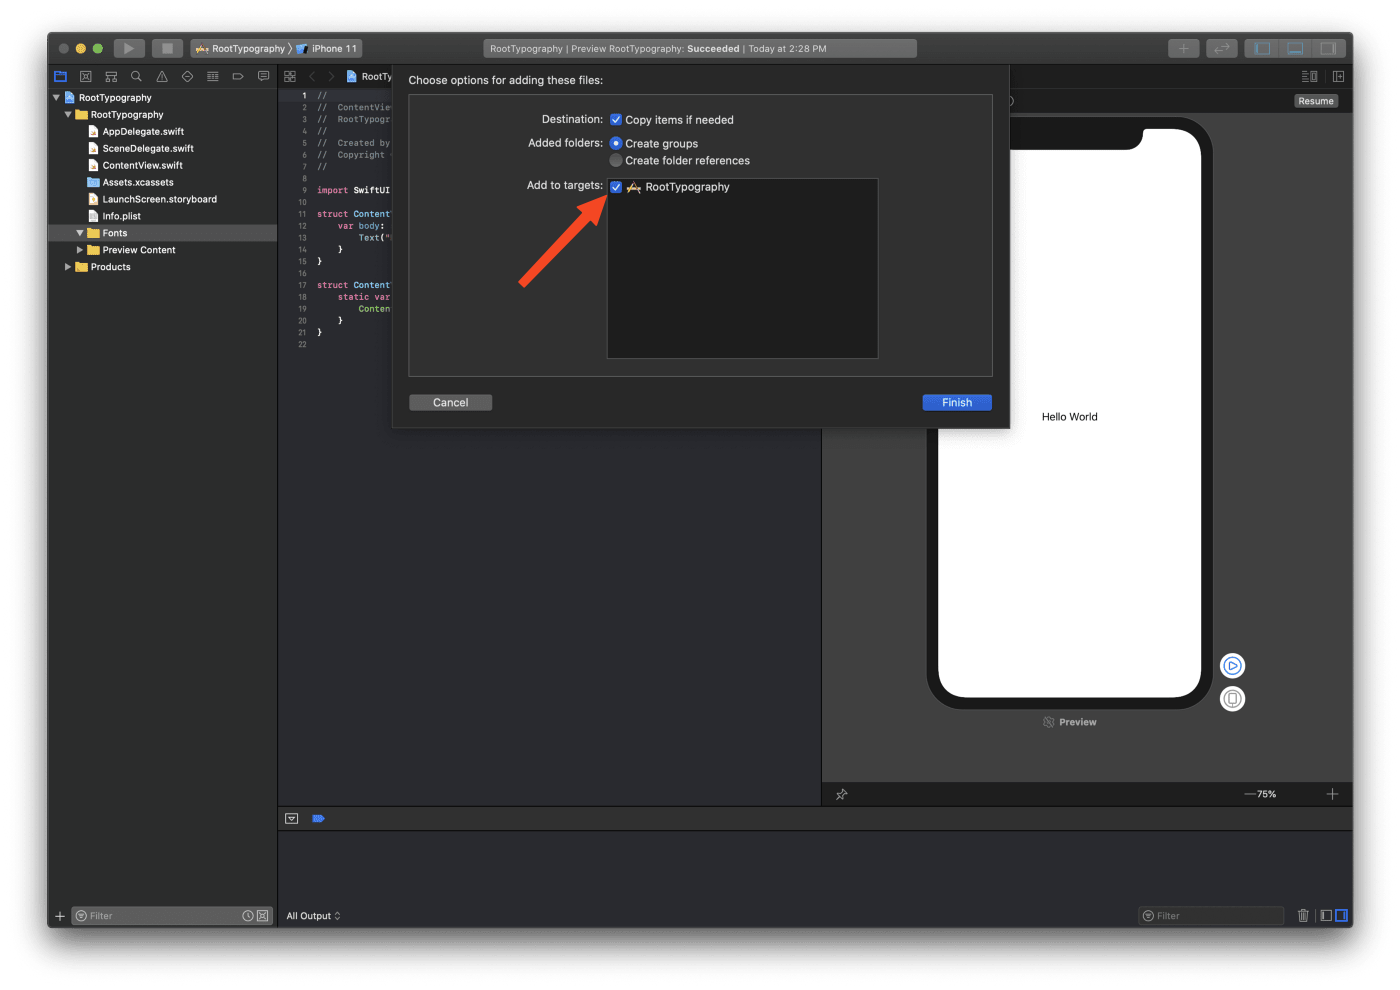 RootTypography
iPhone 11
RootTypography | Preview RootTypography: Succeeded | Today at 2:28 PM
RootTypography
RootTypography
AppDelegate.swift
SceneDelegate.swift
ContentView.swift
Assets.xcassets
LaunchScreen.storyboard
Info.plist
Fonts
Preview Content
Products
Filter
RootTy
1 //
2 // ContentView
3 // RootTypogr
4 //
5 // Created by
6 // Copyright
7 //
8
9 import SwiftUI
10
11 struct Content
12 var body:
13 Text("
14 }
15 }
16
17 struct Content
18 static var
19 Conten
20 }
21 }
22
Choose options for adding these files:
Destination: Copy items if needed
Added folders: Create groups
Create folder references
Add to targets: RootTypography
Cancel
Finish
Resume
Hello World
Preview
75%
All Output
Filter